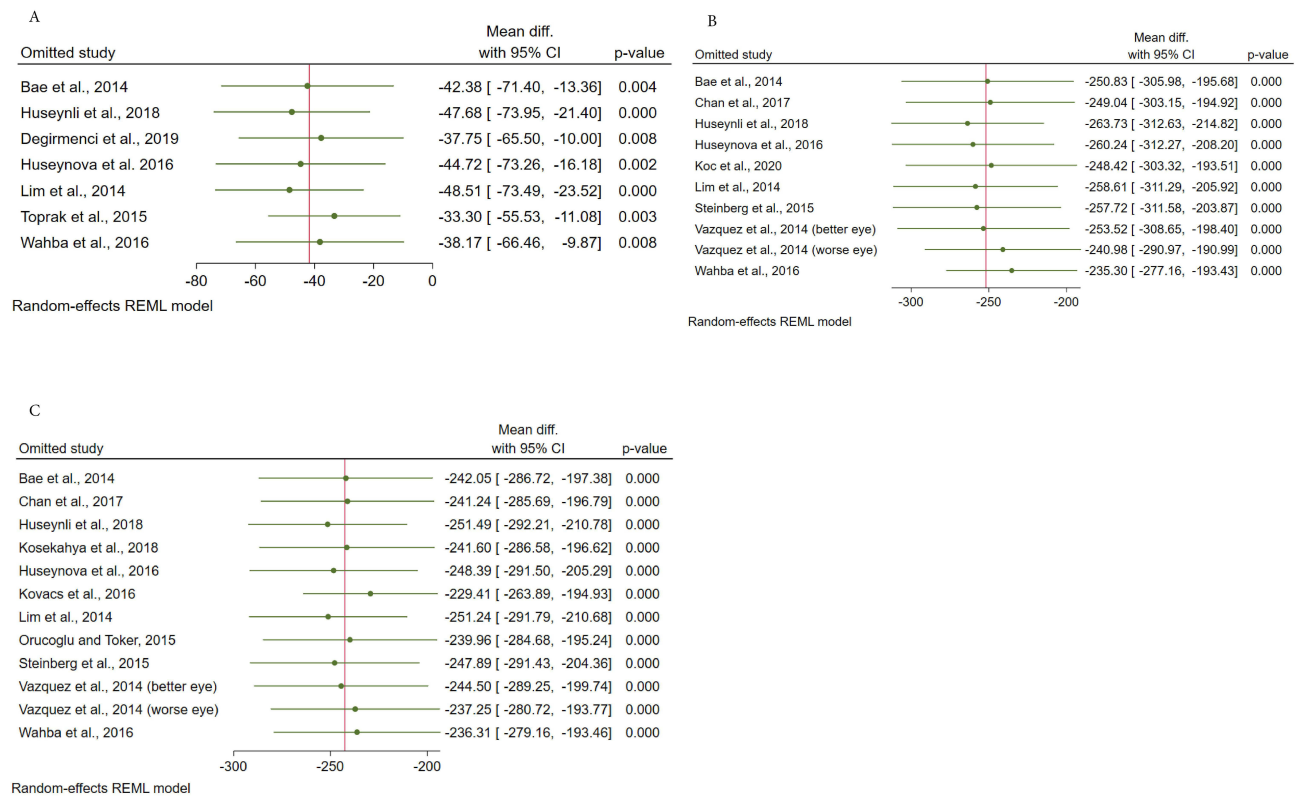 A
Mean diff.
Omitted study with 95% CI p-value
Bae et al., 2014 -42.38 [ -71.40, -13.36] 0.004
Huseynli et al., 2018 -47.68 [ -73.95, -21.40] 0.000
Degirmenci et al., 2019 -37.75 [ -65.50, -10.00] 0.008
Huseynova et al. 2016 -44.72 [ -73.26, -16.18] 0.002
Lim et al., 2014 -48.51 [ -73.49, -23.52] 0.000
Toprak et al., 2015 -33.30 [ -55.53, -11.08] 0.003
Wahba et al., 2016 -38.17 [ -66.46, -9.87] 0.008
-80 -60 -40 -20 0
Random-effects REML model
B
Mean diff.
Omitted study with 95% CI p-value
Bae et al., 2014 -250.83 [ -305.98, -195.68] 0.000
Chan et al., 2017 -249.04 [ -303.15, -194.92] 0.000
Huseynli et al., 2018 -263.73 [ -312.63, -214.82] 0.000
Huseynova et al., 2016 -260.24 [ -312.27, -208.20] 0.000
Koc et al., 2020 -248.42 [ -303.32, -193.51] 0.000
Lim et al., 2014 -258.61 [ -311.29, -205.92] 0.000
Steinberg et al., 2015 -257.72 [ -311.58, -203.87] 0.000
Vazquez et al., 2014 (better eye) -253.52 [ -308.65, -198.40] 0.000
Vazquez et al., 2014 (worse eye) -240.98 [ -290.97, -190.99] 0.000
Wahba et al., 2016 -235.30 [ -277.16, -193.43] 0.000
-300 -250 -200
Random-effects REML model
C
Mean diff.
Omitted study with 95% CI p-value
Bae et al., 2014 -242.05 [ -286.72, -197.38] 0.000
Chan et al., 2017 -241.24 [ -285.69, -196.79] 0.000
Huseynli et al., 2018 -251.49 [ -292.21, -210.78] 0.000
Kosekahya et al., 2018 -241.60 [ -286.58, -196.62] 0.000
Huseynova et al., 2016 -248.39 [ -291.50, -205.29] 0.000
Kovacs et al., 2016 -229.41 [ -263.89, -194.93] 0.000
Lim et al., 2014 -251.24 [ -291.79, -210.68] 0.000
Orucoglu and Toker, 2015 -239.96 [ -284.68, -195.24] 0.000
Steinberg et al., 2015 -247.89 [ -291.43, -204.36] 0.000
Vazquez et al., 2014 (better eye) -244.50 [ -289.25, -199.74] 0.000
Vazquez et al., 2014 (worse eye) -237.25 [ -280.72, -193.77] 0.000
Wahba et al., 2016 -236.31 [ -279.16, -193.46] 0.000
-300 -250 -200
Random-effects REML model